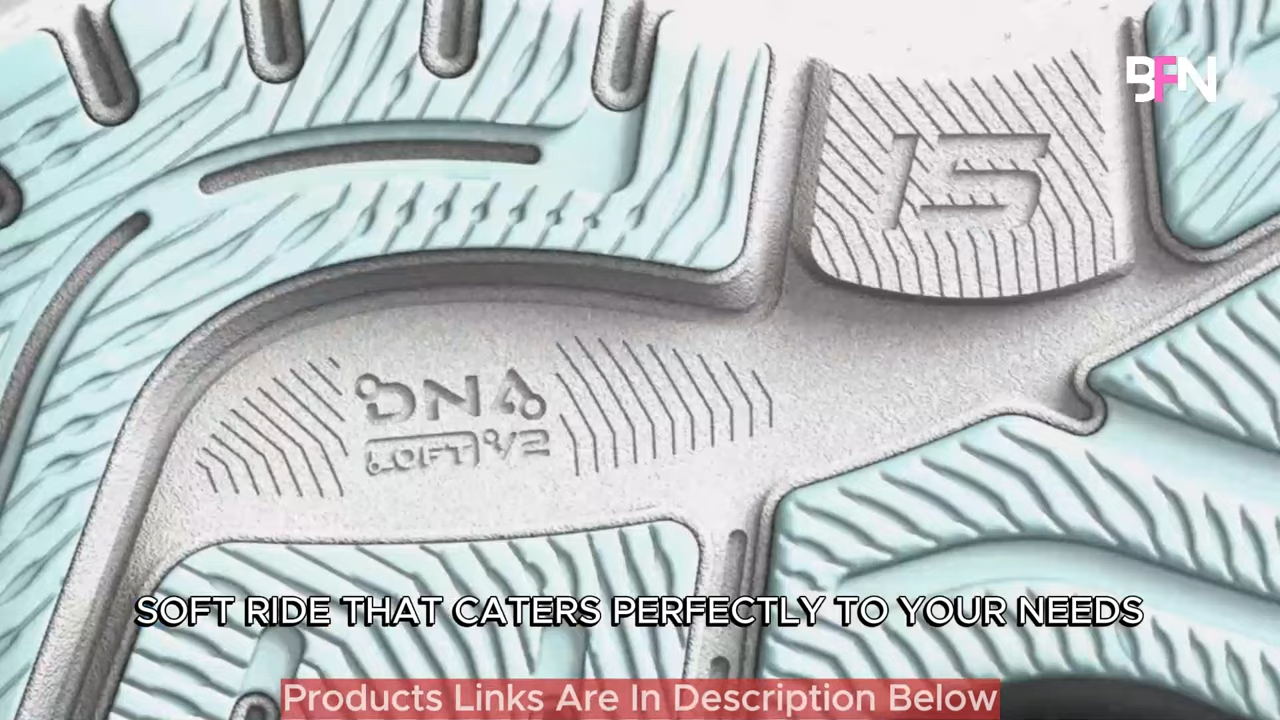 BFN
15
DNA
LOFT V2
SOFT RIDE THAT CATERS PERFECTLY TO YOUR NEEDS
Products Links Are In Description Below